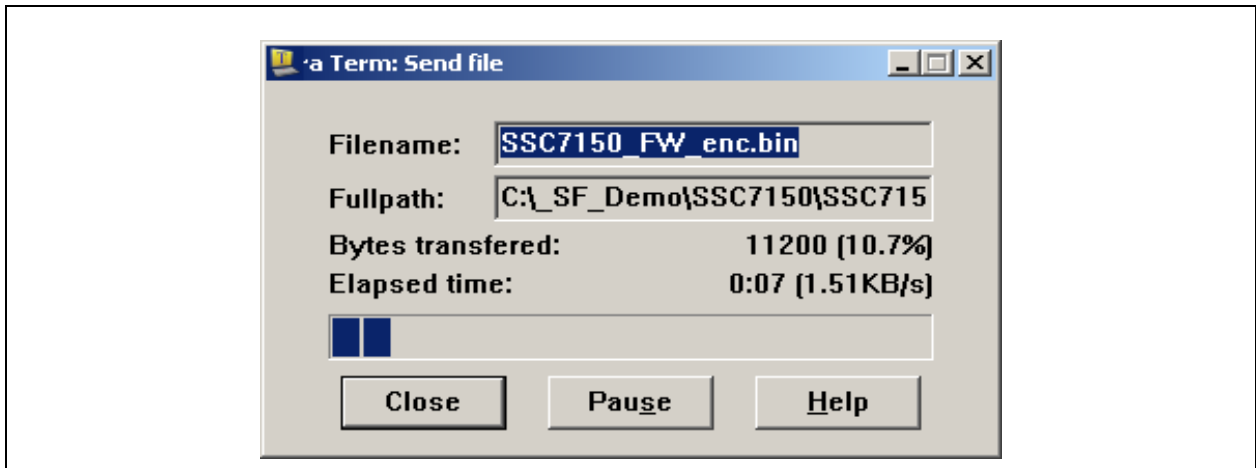 a Term: Send file
Filename: SSC7150_FW_enc.bin
Fullpath: C:\_SF_Demo\SSC7150\SSC715
Bytes transfered: 11200 (10.7%)
Elapsed time: 0:07 (1.51KB/s)
Close Pause Help